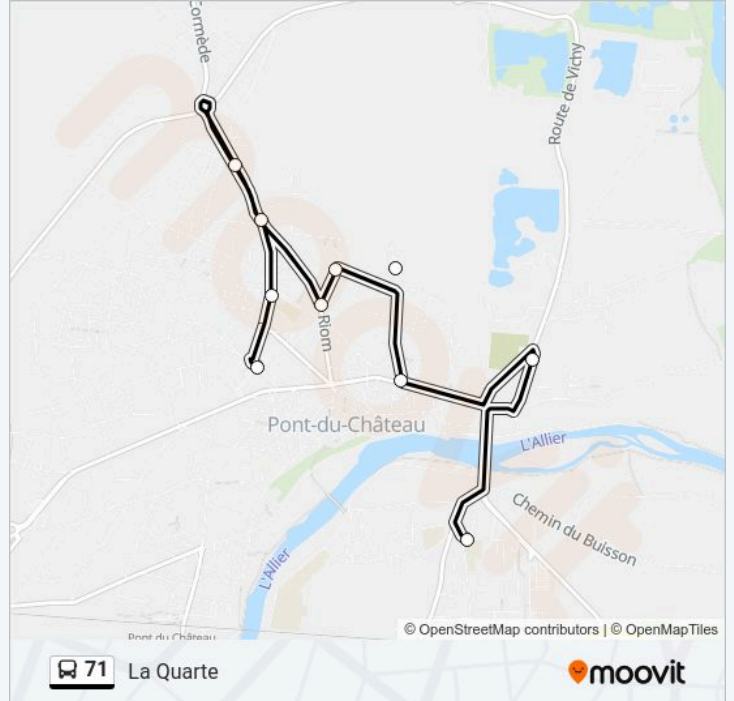 Cormède
Route de Vichy
Riom
Pont-du-Château
L'Allier
Chemin du Buisson
L'Allier
Pont du Château
© OpenStreetMap contributors | © OpenMapTiles
71 La Quarte
moovit